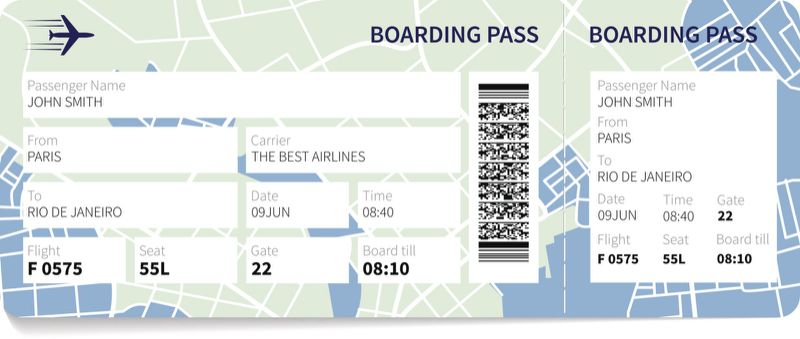 BOARDING PASS
Passenger Name
JOHN SMITH
From
PARIS
Carrier
THE BEST AIRLINES
To
RIO DE JANEIRO
Date
09JUN
Time
08:40
Flight
F 0575
Seat
55L
Gate
22
Board till
08:10
BOARDING PASS
Passenger Name
JOHN SMITH
From
PARIS
To
RIO DE JANEIRO
Date Time Gate
09JUN 08:40 22
Flight Seat Board till
F 0575 55L 08:10